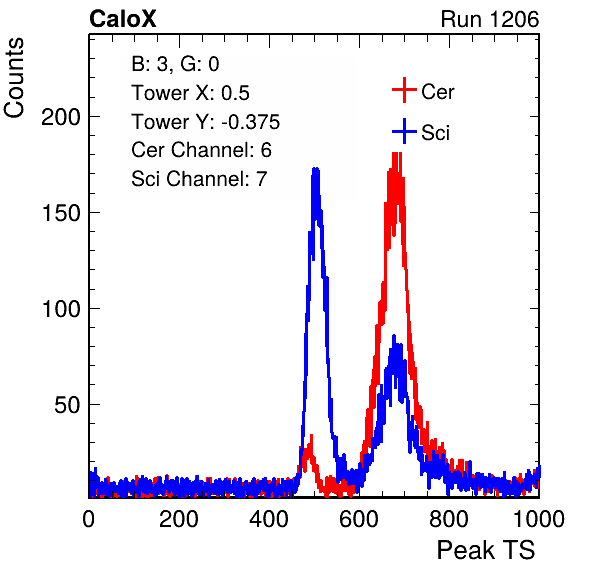 CaloX Run 1206
Counts
B: 3, G: 0
Tower X: 0.5
Tower Y: -0.375
Cer Channel: 6
Sci Channel: 7
Cer
Sci
200
150
100
50
0 200 400 600 800 1000
Peak TS